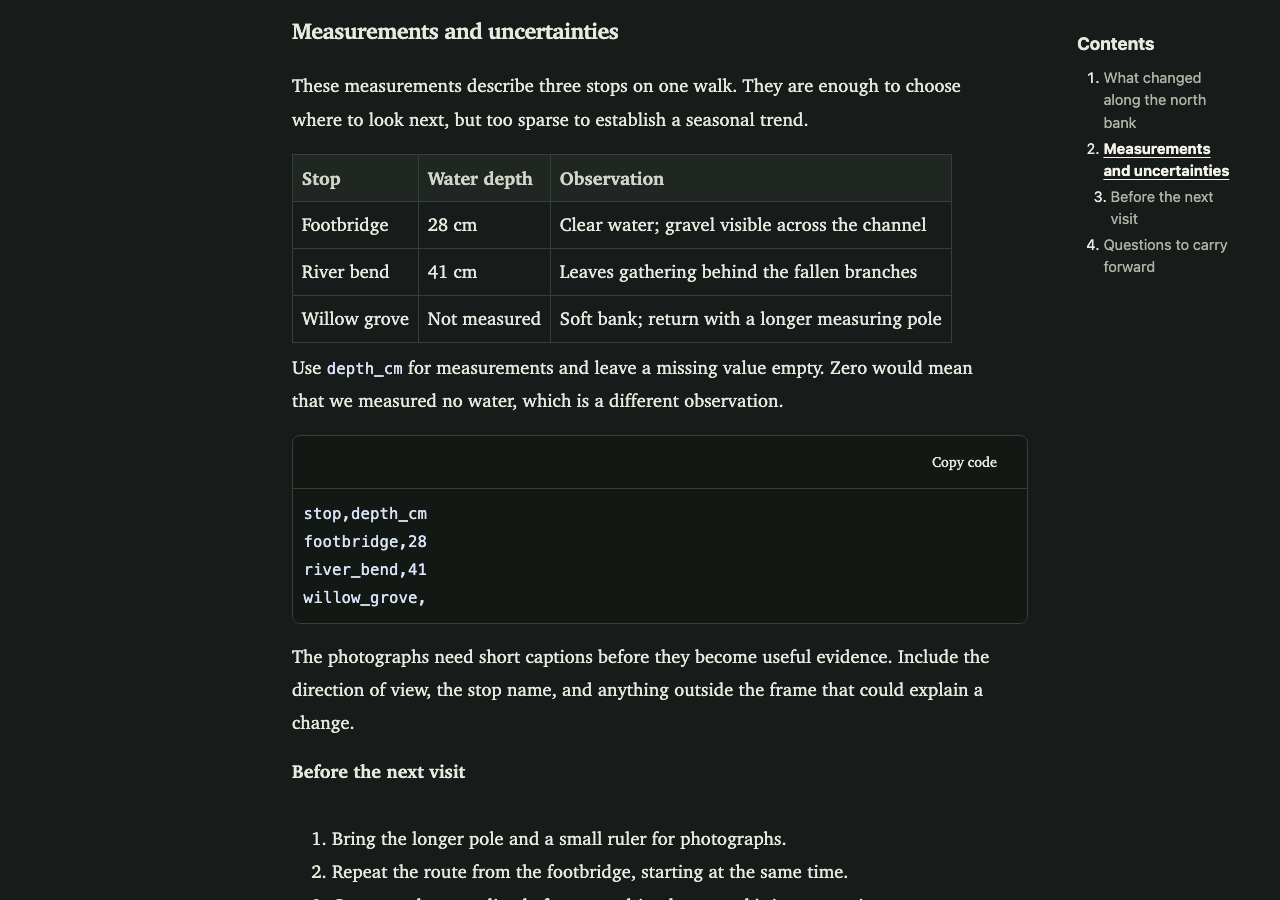 Measurements and uncertainties
These measurements describe three stops on one walk. They are enough to choose
where to look next, but too sparse to establish a seasonal trend.
Stop Water depth Observation
Footbridge 28 cm Clear water; gravel visible across the channel
River bend 41 cm Leaves gathering behind the fallen branches
Willow grove Not measured Soft bank; return with a longer measuring pole
Use depth_cm for measurements and leave a missing value empty. Zero would mean
that we measured no water, which is a different observation.
Copy code
stop,depth_cm
footbridge,28
river_bend,41
willow_grove,
The photographs need short captions before they become useful evidence. Include the
direction of view, the stop name, and anything outside the frame that could explain a
change.
Before the next visit
1. Bring the longer pole and a small ruler for photographs.
2. Repeat the route from the footbridge, starting at the same time.
Contents
1. What changed
along the north
bank
2. Measurements
and uncertainties
3. Before the next
visit
4. Questions to carry
forward